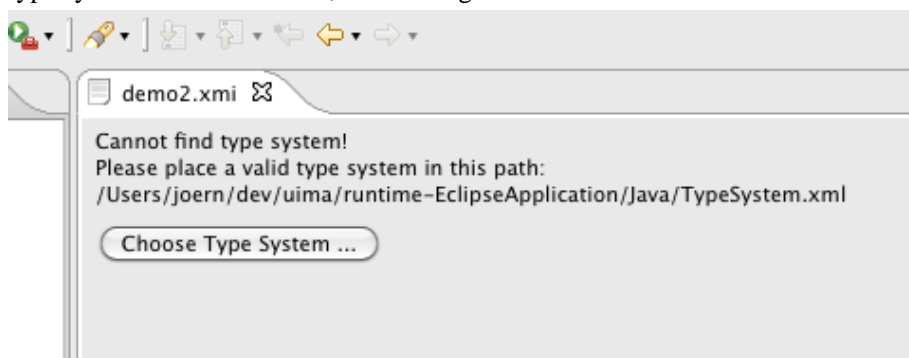 demo2.xmi
Cannot find type system!
Please place a valid type system in this path:
/Users/joern/dev/uima/runtime-EclipseApplication/Java/TypeSystem.xml
Choose Type System ...